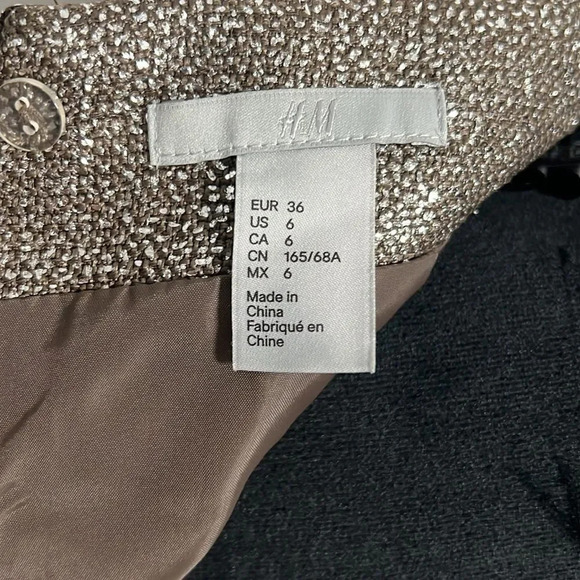 H&M
EUR 36
US 6
CA 6
CN 165/68A
MX 6
Made in
China
Fabriqué en
Chine